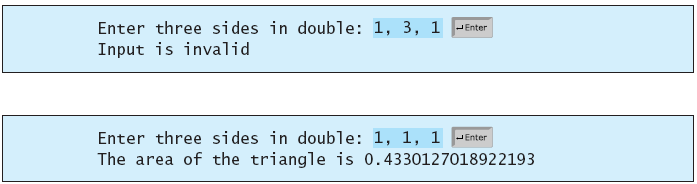 Enter three sides in double: 1, 3, 1 ↵Enter
Input is invalid
Enter three sides in double: 1, 1, 1 ↵Enter
The area of the triangle is 0.4330127018922193